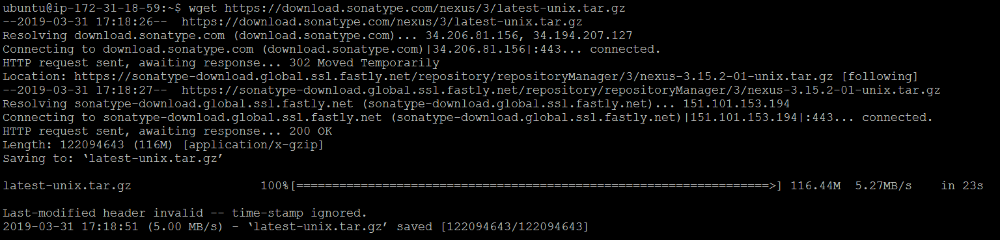 ubuntu@ip-172-31-18-59:~$ wget https://download.sonatype.com/nexus/3/latest-unix.tar.gz
--2019-03-31 17:18:26--  https://download.sonatype.com/nexus/3/latest-unix.tar.gz
Resolving download.sonatype.com (download.sonatype.com)... 34.206.81.156, 34.194.207.127
Connecting to download.sonatype.com (download.sonatype.com)|34.206.81.156|:443... connected.
HTTP request sent, awaiting response... 302 Moved Temporarily
Location: https://sonatype-download.global.ssl.fastly.net/repository/repositoryManager/3/nexus-3.15.2-01-unix.tar.gz [following]
--2019-03-31 17:18:27--  https://sonatype-download.global.ssl.fastly.net/repository/repositoryManager/3/nexus-3.15.2-01-unix.tar.gz
Resolving sonatype-download.global.ssl.fastly.net (sonatype-download.global.ssl.fastly.net)... 151.101.153.194
Connecting to sonatype-download.global.ssl.fastly.net (sonatype-download.global.ssl.fastly.net)|151.101.153.194|:443... connected.
HTTP request sent, awaiting response... 200 OK
Length: 122094643 (116M) [application/x-gzip]
Saving to: ‘latest-unix.tar.gz’
latest-unix.tar.gz                  100%[==================================================================>] 116.44M  5.27MB/s    in 23s
Last-modified header invalid -- time-stamp ignored.
2019-03-31 17:18:51 (5.00 MB/s) - ‘latest-unix.tar.gz’ saved [122094643/122094643]